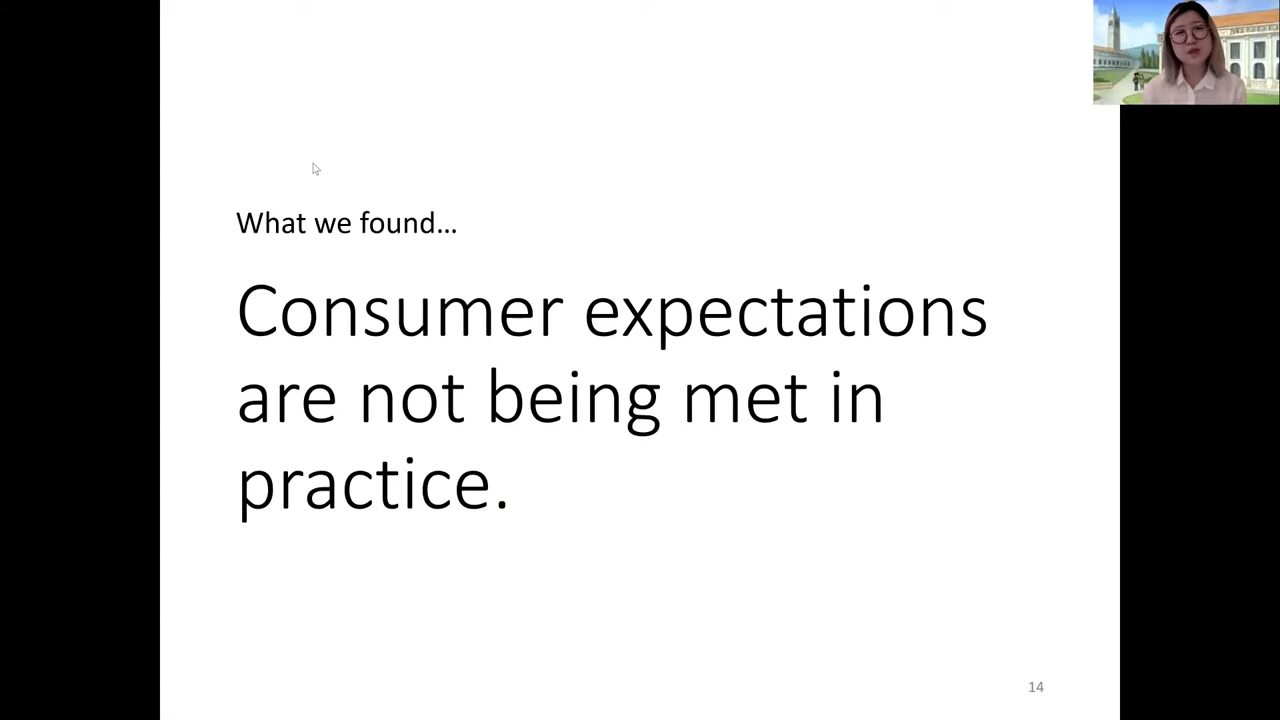 What we found…
Consumer expectations
are not being met in
practice.
14